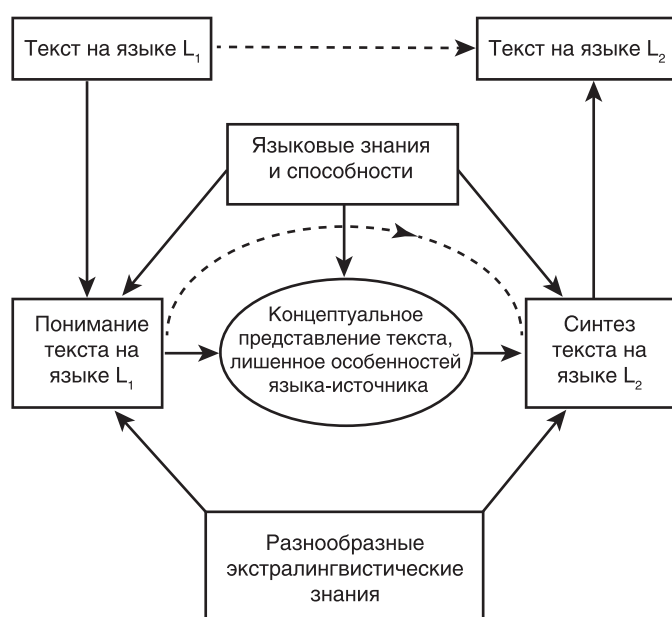 Текст на языке L₁
Текст на языке L₂
Языковые знания
и способности
Понимание
текста на
языке L₁
Концептуальное
представление текста,
лишенное особенностей
языка-источника
Синтез
текста на
языке L₂
Разнообразные
экстралингвистические
знания